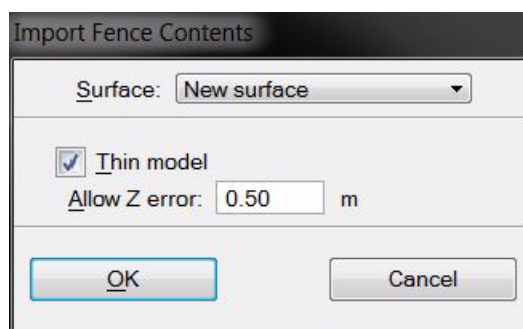 Import Fence Contents
Surface: New surface
Thin model
Allow Z error: 0.50 m
OK Cancel